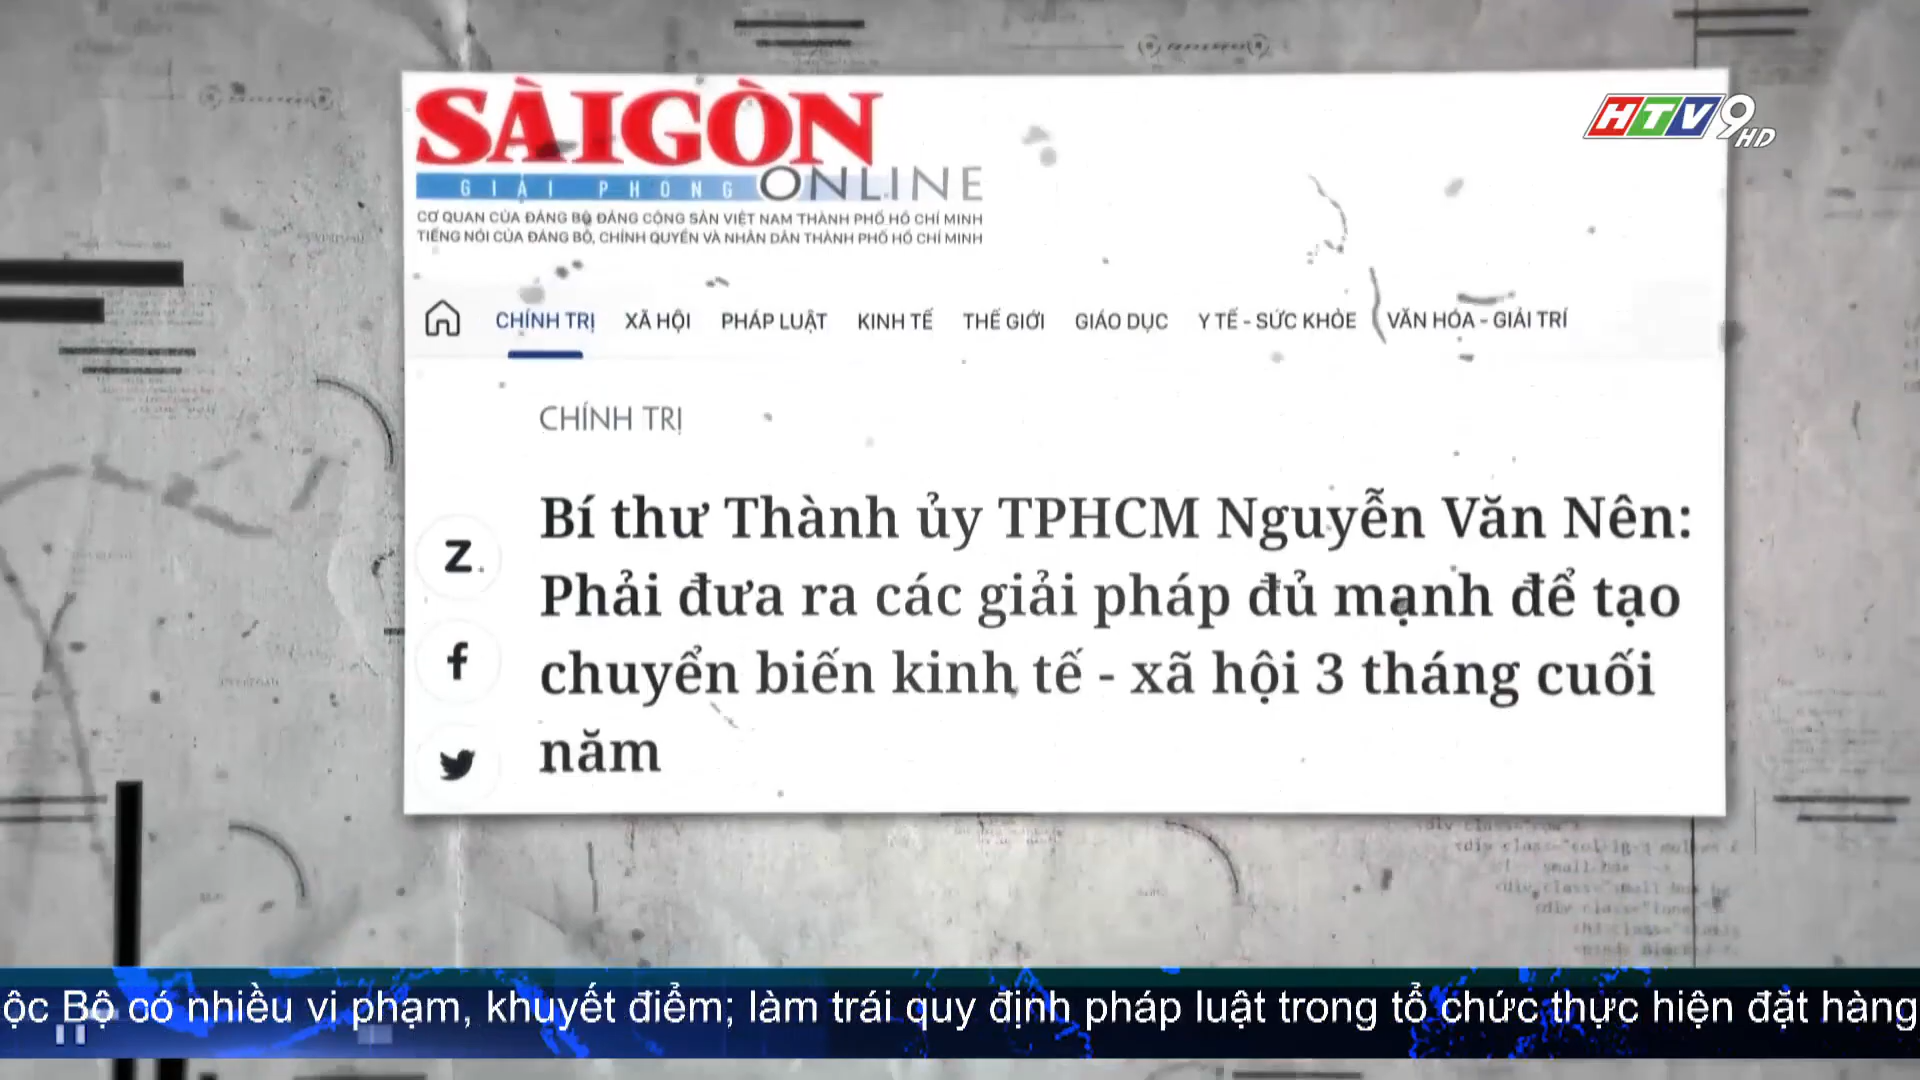 SÀIGÒN
GIẢI PHÓNG ONLINE
CƠ QUAN CỦA ĐẢNG BỘ ĐẢNG CỘNG SẢN VIỆT NAM THÀNH PHỐ HỒ CHÍ MINH
TIẾNG NÓI CỦA ĐẢNG BỘ, CHÍNH QUYỀN VÀ NHÂN DÂN THÀNH PHỐ HỒ CHÍ MINH
HTV9 HD
CHÍNH TRỊ XÃ HỘI PHÁP LUẬT KINH TẾ THẾ GIỚI GIÁO DỤC Y TẾ - SỨC KHỎE VĂN HÓA - GIẢI TRÍ
CHÍNH TRỊ
Bí thư Thành ủy TPHCM Nguyễn Văn Nên:
Phải đưa ra các giải pháp đủ mạnh để tạo
chuyển biến kinh tế - xã hội 3 tháng cuối
năm
Z.
f
ộc Bộ có nhiều vi phạm, khuyết điểm; làm trái quy định pháp luật trong tổ chức thực hiện đặt hàng